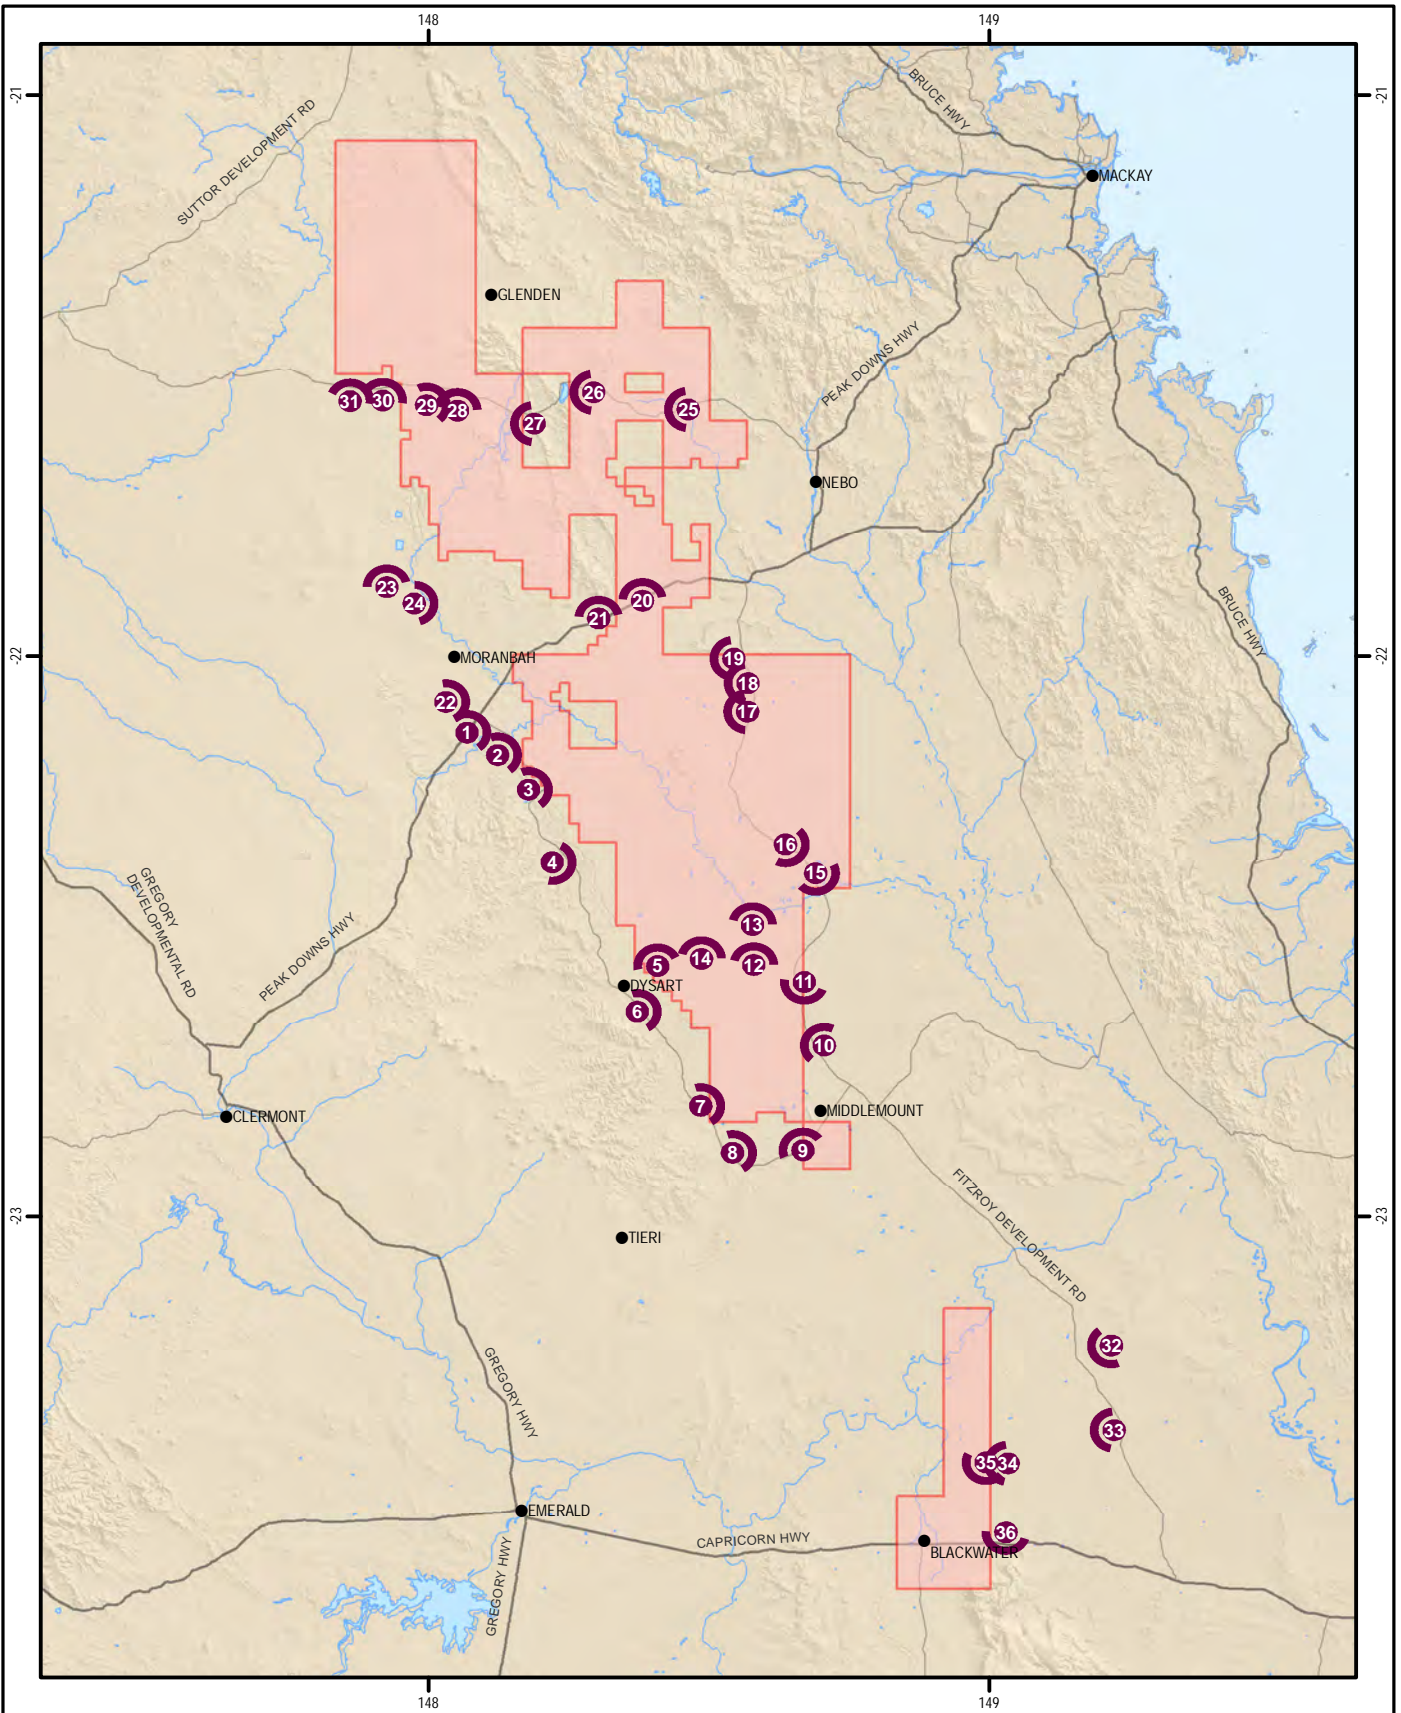 148
149
21
21
BRUCE HWY
SUTTOR DEVELOPMENT RD
MACKAY
GLENDEN
PEAK DOWNS HWY
26
31
30
29
28
25
27
NEBO
23
24
20
21
BRUCE HWY
22
22
MORANBAH
19
18
22
17
1
2
3
16
4
15
GREGORY
DEVELOPMENTAL RD
PEAK DOWNS HWY
13
14
5
12
11
DYSART
6
10
7
MIDDLEMOUNT
CLERMONT
9
8
FITZROY DEVELOPMENT RD
23
23
TIERI
32
GREGORY HWY
33
35
34
EMERALD
36
CAPRICORN HWY
BLACKWATER
GREGORY HWY
148
149